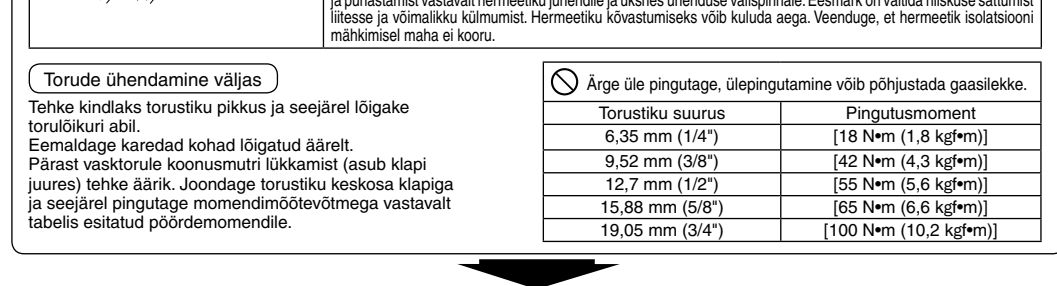 ja puhastamist vastavalt hermeetiku juhendile ja üksnes ühenduse välispinnale. Eesmärk on vältida niiskuse sattumist
liitesse ja võimalikku külmumist. Hermeetiku kõvastumiseks võib kuluda aega. Veenduge, et hermeetik isolatsiooni
mähkimisel maha ei kooru.
Torude ühendamine väljas
Tehke kindlaks torustiku pikkus ja seejärel lõigake
torulõikuri abil.
Eemaldage karedad kohad lõigatud äärelt.
Pärast vasktorule koonusmutri lükkamist (asub klapi
juures) tehke äärik. Joondage torustiku keskosa klapiga
ja seejärel pingutage momendimõõtevõtmega vastavalt
tabelis esitatud pöördemomendile.
Ärge üle pingutage, ülepingutamine võib põhjustada gaasilekke.
Torustiku suurus Pingutusmoment
6,35 mm (1/4") [18 N•m (1,8 kgf•m)]
9,52 mm (3/8") [42 N•m (4,3 kgf•m)]
12,7 mm (1/2") [55 N•m (5,6 kgf•m)]
15,88 mm (5/8") [65 N•m (6,6 kgf•m)]
19,05 mm (3/4") [100 N•m (10,2 kgf•m)]